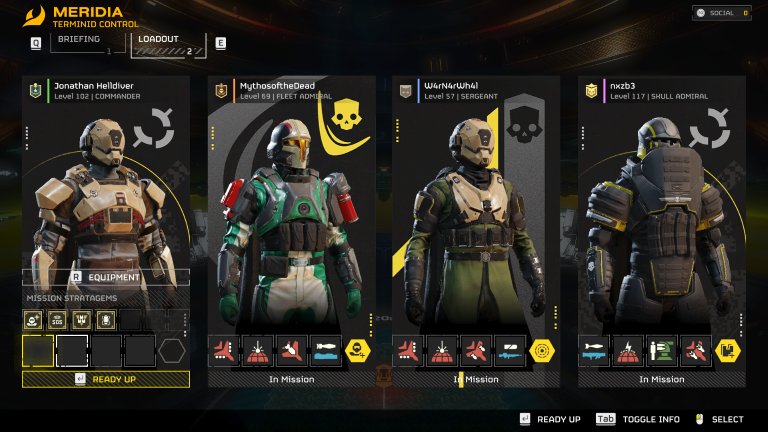 MERIDIA
TERMINID CONTROL
SOCIAL 0
Q BRIEFING 1 LOADOUT 2 E
Jonathan Helldiver
Level 102 | COMMANDER
MythosoftheDead
Level 69 | FLEET ADMIRAL
W4rN4rWh4l
Level 57 | SERGEANT
nxzb3
Level 117 | SKULL ADMIRAL
R EQUIPMENT
MISSION STRATAGEMS
SOS
READY UP
In Mission
In Mission
In Mission
READY UP Tab TOGGLE INFO SELECT